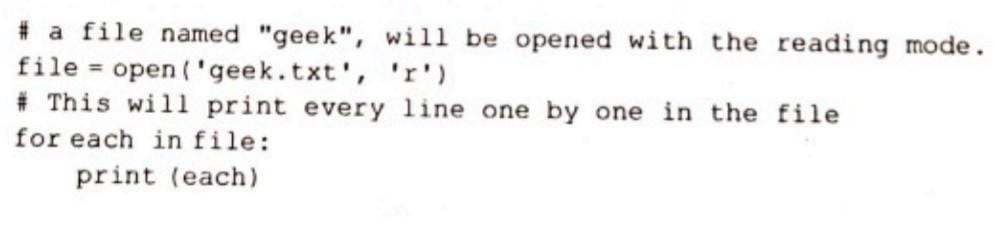 # a file named "geek", will be opened with the reading mode.
file = open('geek.txt', 'r')
# This will print every line one by one in the file
for each in file:
    print (each)